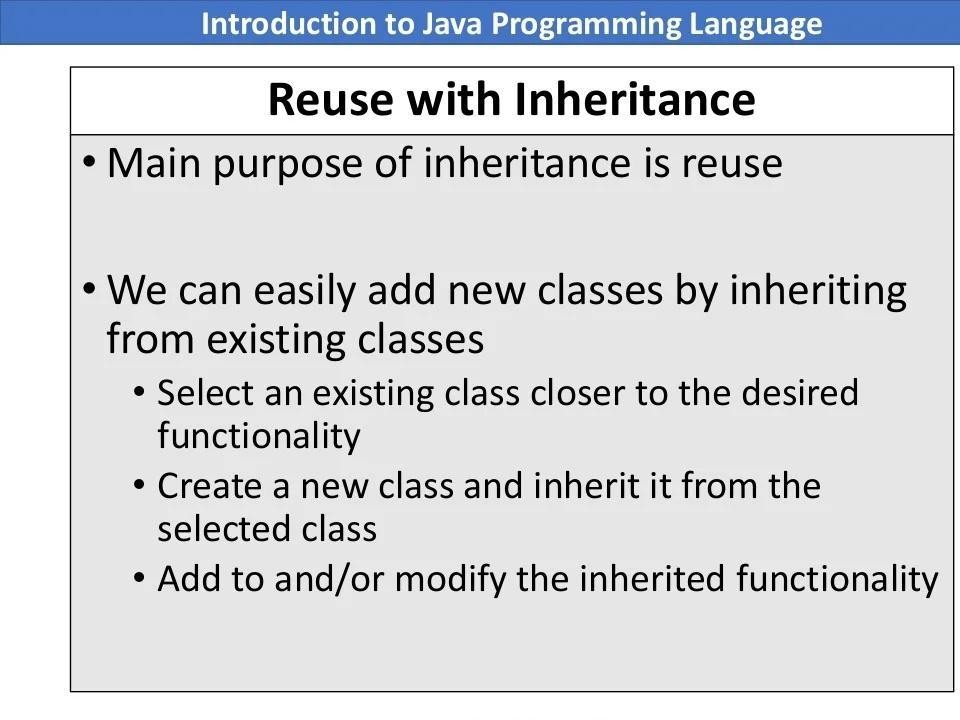 Introduction to Java Programming Language
Reuse with Inheritance
• Main purpose of inheritance is reuse
• We can easily add new classes by inheriting
from existing classes
• Select an existing class closer to the desired
functionality
• Create a new class and inherit it from the
selected class
• Add to and/or modify the inherited functionality